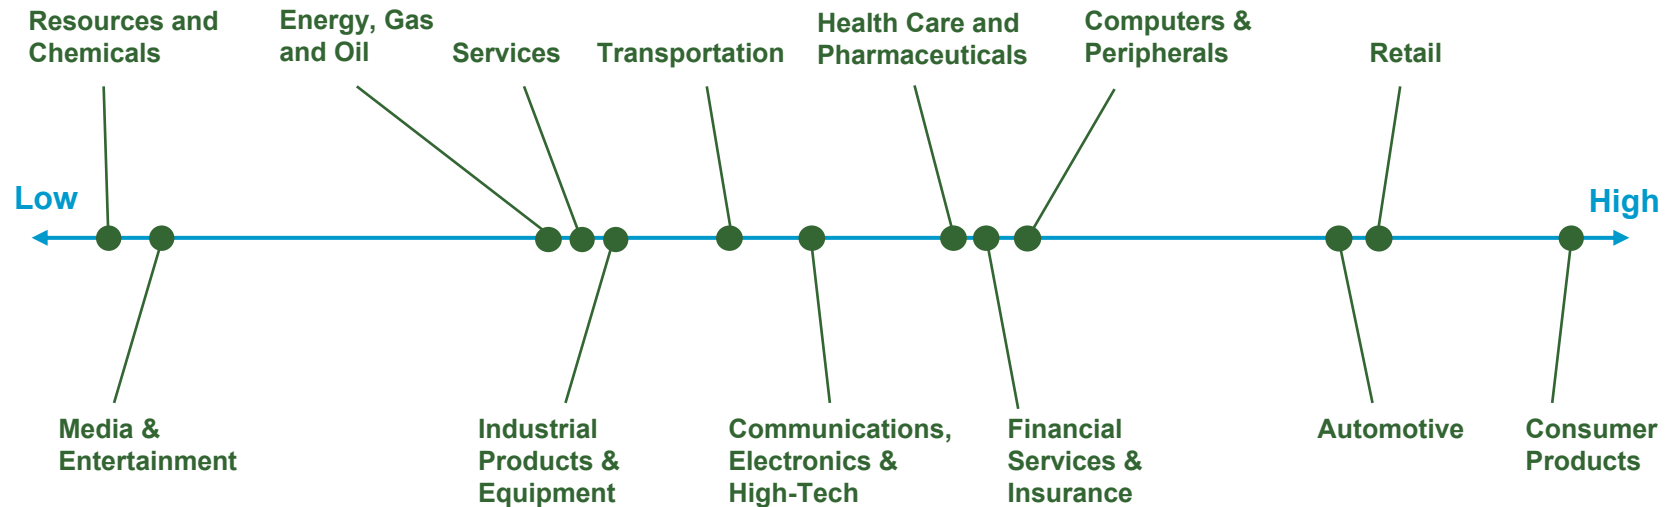 Resources and
Chemicals
Energy, Gas
and Oil
Services
Transportation
Health Care and
Pharmaceuticals
Computers &
Peripherals
Retail
Low
High
Media &
Entertainment
Industrial
Products &
Equipment
Communications,
Electronics &
High-Tech
Financial
Services &
Insurance
Automotive
Consumer
Products